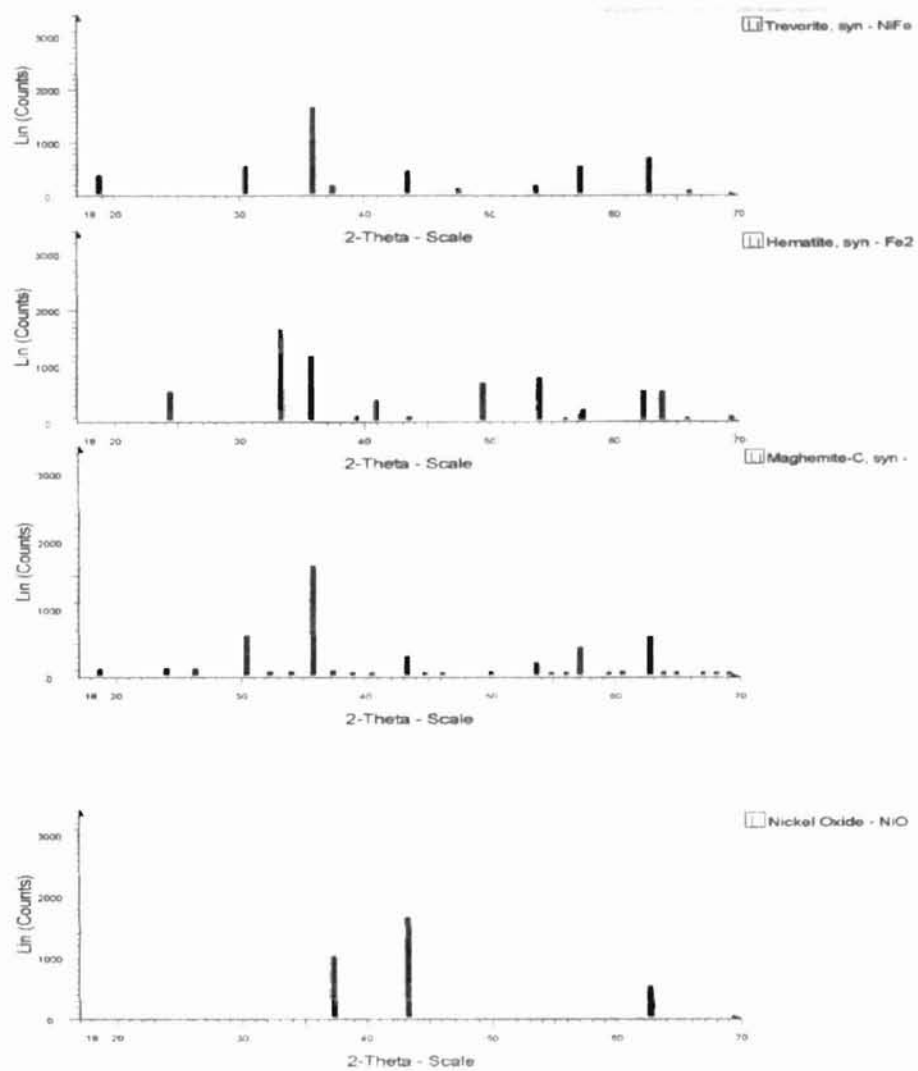 Trevorite, syn - NiFe
Lin (Counts)
3000
2000
1000
0
18 20 30 40 50 60 70
2-Theta - Scale
Hematite, syn - Fe2
Lin (Counts)
3000
2000
1000
0
18 20 30 40 50 60 70
2-Theta - Scale
Maghemite-C, syn -
Lin (Counts)
3000
2000
1000
0
18 20 30 40 50 60 70
2-Theta - Scale
Nickel Oxide - NiO
Lin (Counts)
3000
2000
1000
0
18 20 30 40 50 60 70
2-Theta - Scale